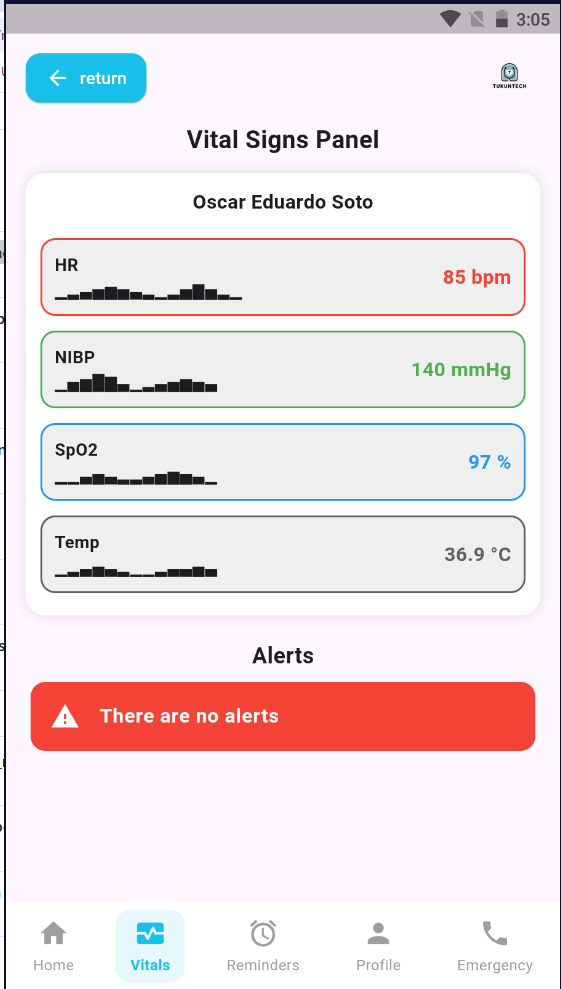 3:05
return
TUKUNTECH
Vital Signs Panel
Oscar Eduardo Soto
HR
85 bpm
NIBP
140 mmHg
SpO2
97 %
Temp
36.9 °C
Alerts
There are no alerts
Home
Vitals
Reminders
Profile
Emergency